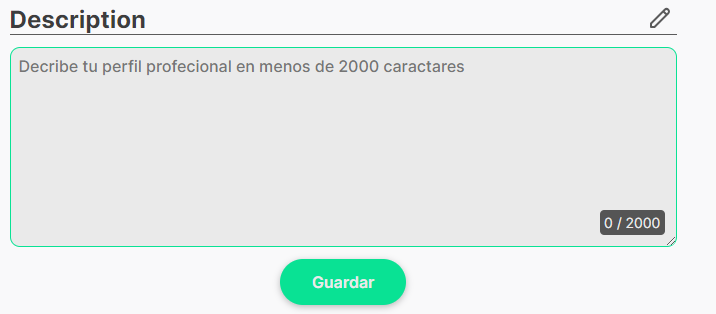 Description
Decribe tu perfil profecional en menos de 2000 caractares
0 / 2000
Guardar